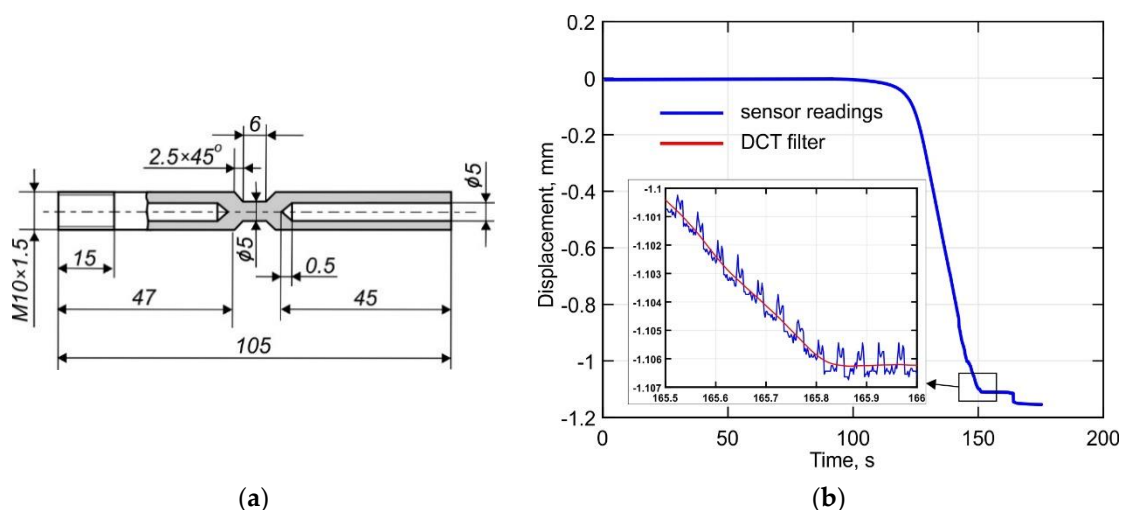 6
2.5×45°
ϕ5
M10×1.5
ϕ5
15
0.5
47
45
105
(a)
0.2
0
-0.2
-0.4
-0.6
-0.8
-1
-1.2
Displacement, mm
sensor readings
DCT filter
-1.1
-1.101
-1.102
-1.103
-1.104
-1.105
-1.106
-1.107
165.5 165.6 165.7 165.8 165.9 166
0 50 100 150 200
Time, s
(b)